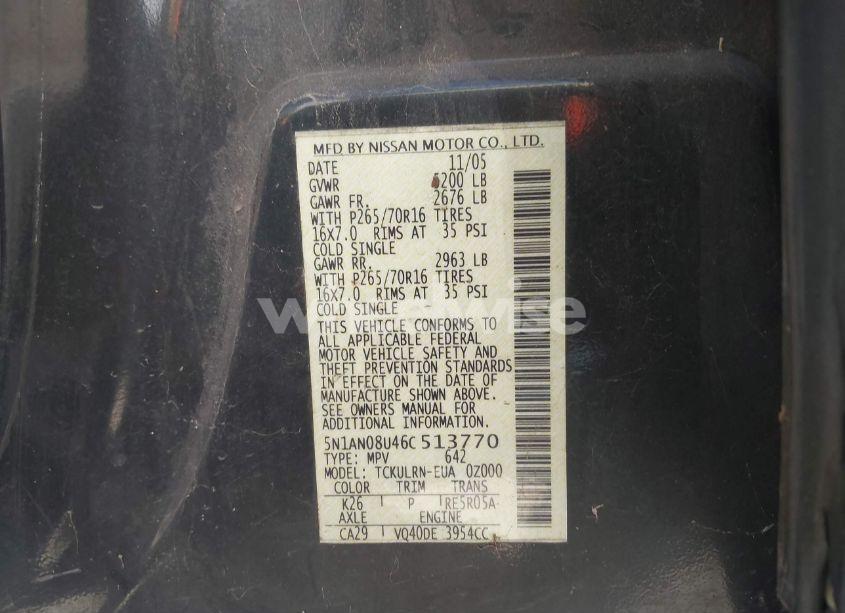 MFD BY NISSAN MOTOR CO., LTD.
DATE 11/05
GVWR 5200 LB
GAWR FR. 2676 LB
WITH P265/70R16 TIRES
16X7.0 RIMS AT 35 PSI
COLD SINGLE
GAWR RR. 2963 LB
WITH P265/70R16 TIRES
16X7.0 RIMS AT 35 PSI
COLD SINGLE
THIS VEHICLE CONFORMS TO
ALL APPLICABLE FEDERAL
MOTOR VEHICLE SAFETY AND
THEFT PREVENTION STANDARDS
IN EFFECT ON THE DATE OF
MANUFACTURE SHOWN ABOVE.
SEE OWNERS MANUAL FOR
ADDITIONAL INFORMATION.
5N1AN08U46C513770
TYPE: MPV 642
MODEL: TCKULRN-EUA 0Z000
COLOR TRIM TRANS
K26 P RE5R05A-
AXLE ENGINE
CA29 VQ40DE 3954CC